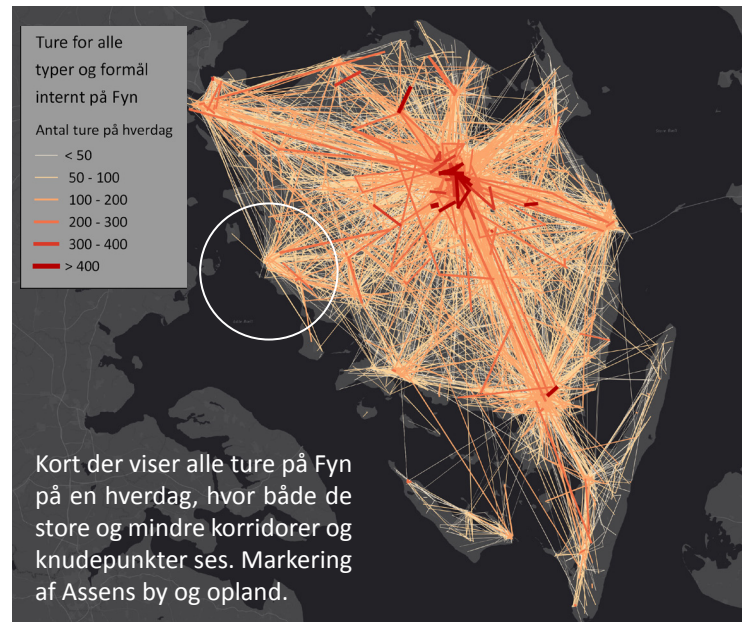 Ture for alle
typer og formål
internt på Fyn
Antal ture på hverdag
< 50
50 - 100
100 - 200
200 - 300
300 - 400
> 400
Kort der viser alle ture på Fyn
på en hverdag, hvor både de
store og mindre korridorer og
knudepunkter ses. Markering
af Assens by og opland.